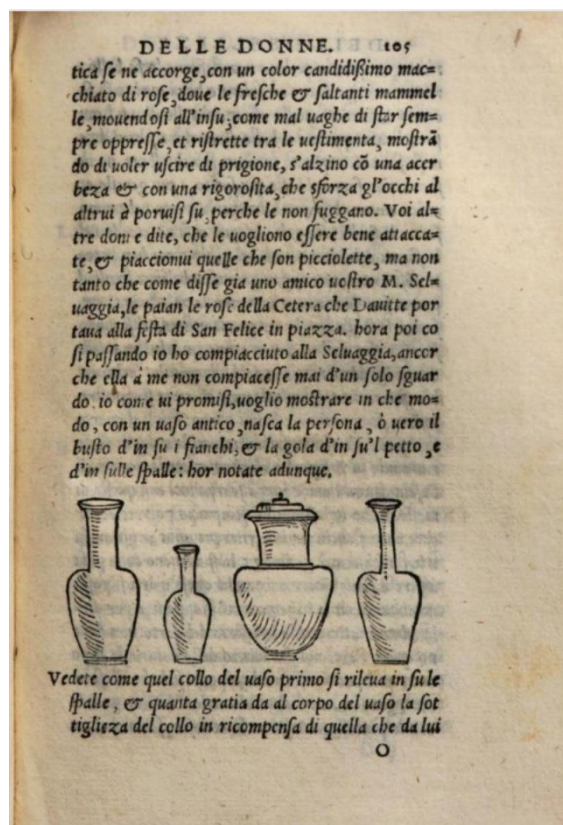 DELLE DONNE. 105
tica se ne accorge, con un color candidißimo mac=
chiato di rose, doue le fresche & saltanti mammel
le, mouendosi all'insu, come mal uaghe di star sem=
pre oppresse, et ristrette tra le uestimenta, mostrã
do di uoler uscire di prigione, s'alzino cõ una acer
beza & con una rigorosita, che sforza gl'occhi al
altrui à poruisi su, perche le non fuggano. Voi al=
tre donne dite, che le uogliono essere bene attacca=
te, & piaccionui quelle che son picciolette, ma non
tanto che come disse gia uno amico uostro M. Sel=
uaggia, le paian le rose della Cetera che Dauitte por
taua alla festa di San Felice in piazza. hora poi co
si passando io ho compiacciuto alla Seluaggia, ancor
che ella à me non compiacesse mai d'un solo sguar
do. io come ui promisi, uoglio mostrare in che mo=
do, con un uaso antico, nasca la persona, ò uero il
busto d'in su i fianchi, & la gola d'in su'l petto, e
d'in sulle spalle: hor notate adunque.
Vedete come quel collo del uaso primo si rileua in su le
spalle, & quanta gratia da al corpo del uaso la sot
tiglieza del collo in ricompensa di quella che da lui
O